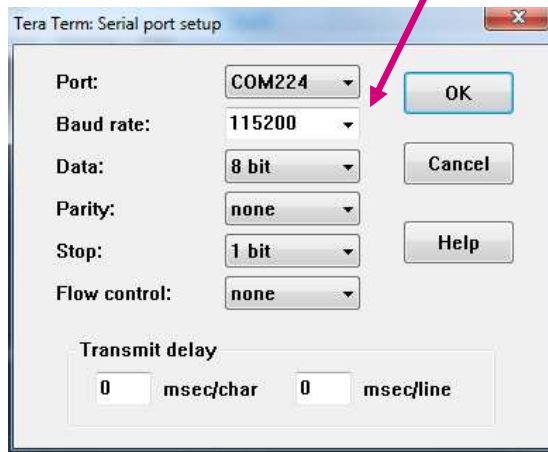 Tera Term: Serial port setup
Port: COM224 OK
Baud rate: 115200
Data: 8 bit Cancel
Parity: none
Stop: 1 bit Help
Flow control: none
Transmit delay
0 msec/char 0 msec/line